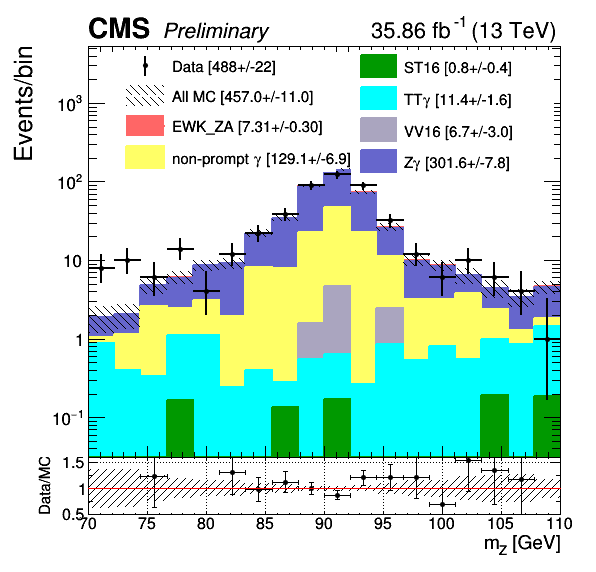 CMS Preliminary 35.86 fb⁻¹ (13 TeV)
Events/bin
Data [488+/-22]
All MC [457.0+/-11.0]
EWK_ZA [7.31+/-0.30]
non-prompt γ [129.1+/-6.9]
ST16 [0.8+/-0.4]
TTγ [11.4+/-1.6]
VV16 [6.7+/-3.0]
Zγ [301.6+/-7.8]
10³
10²
10
1
10⁻¹
Data/MC
1.5
1
0.5
70 75 80 85 90 95 100 105 110
m_Z [GeV]